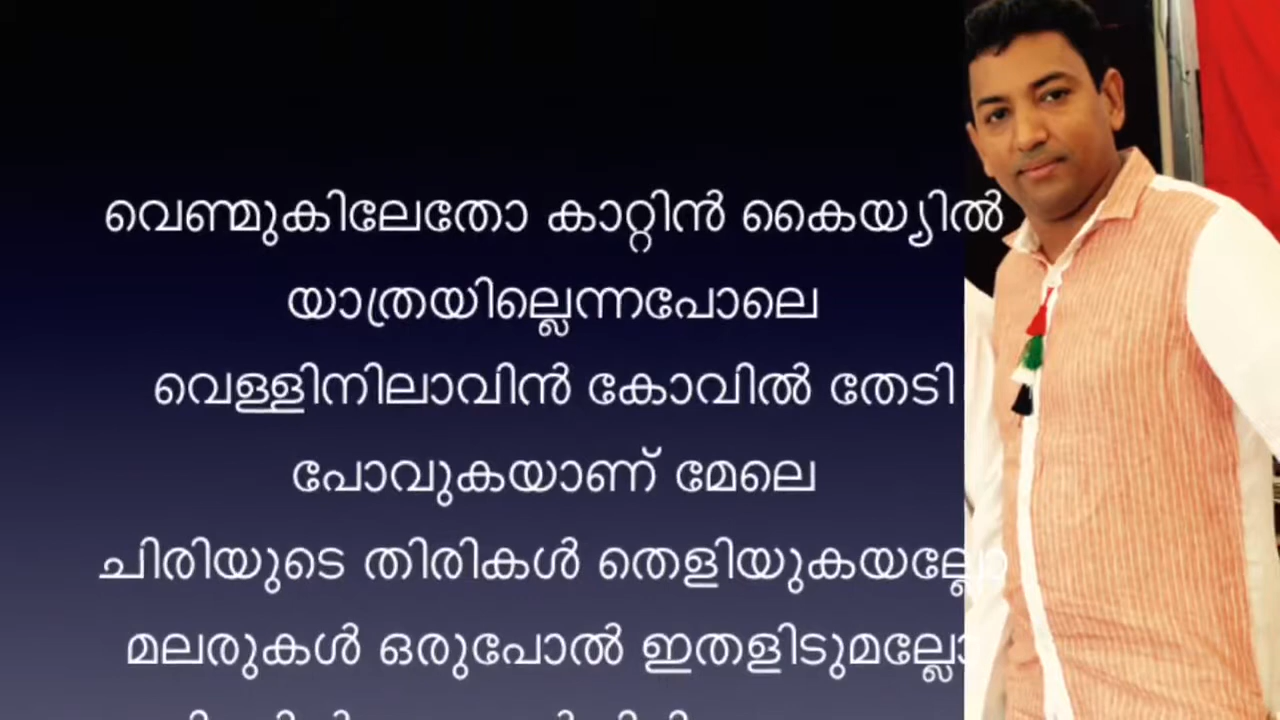 വെണ്മുകിലേതോ കാറ്റിൻ കൈയ്യിൽ
യാത്രയില്ലെന്നപോലെ
വെള്ളിനിലാവിൻ കോവിൽ തേടി
പോവുകയാണ് മേലെ
ചിരിയുടെ തിരികൾ തെളിയുകയല്ലോ
മലരുകൾ ഒരുപോൽ ഇതളിടുമല്ലോ